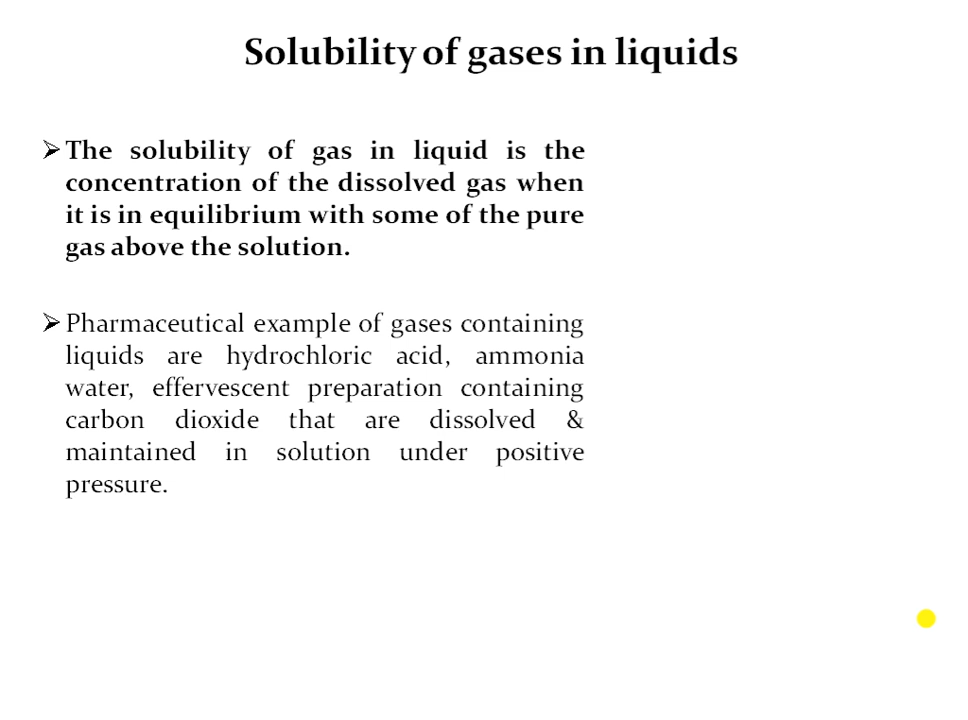 Solubility of gases in liquids
➢ The solubility of gas in liquid is the
concentration of the dissolved gas when
it is in equilibrium with some of the pure
gas above the solution.
➢ Pharmaceutical example of gases containing
liquids are hydrochloric acid, ammonia
water, effervescent preparation containing
carbon dioxide that are dissolved &
maintained in solution under positive
pressure.